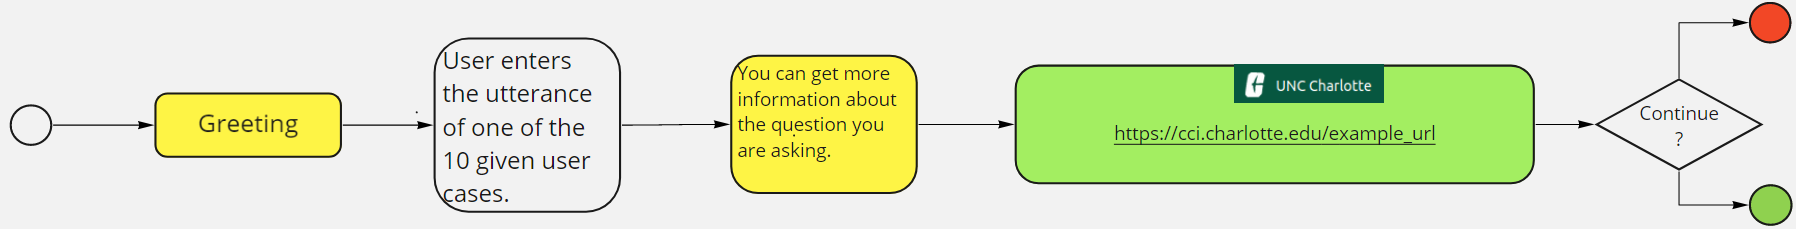 Greeting
User enters
the utterance
of one of the
10 given user
cases.
You can get more
information about
the question you
are asking.
UNC Charlotte
https://cci.charlotte.edu/example_url
Continue
?